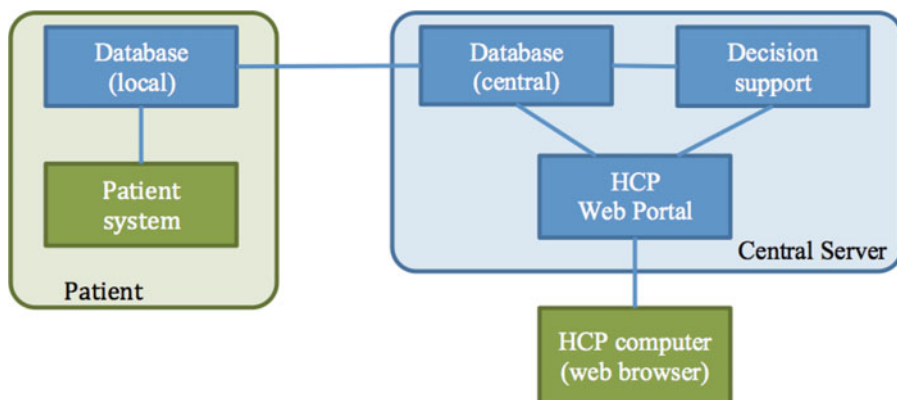 Database
(local)
Patient
system
Patient
Database
(central)
Decision
support
HCP
Web Portal
Central Server
HCP computer
(web browser)